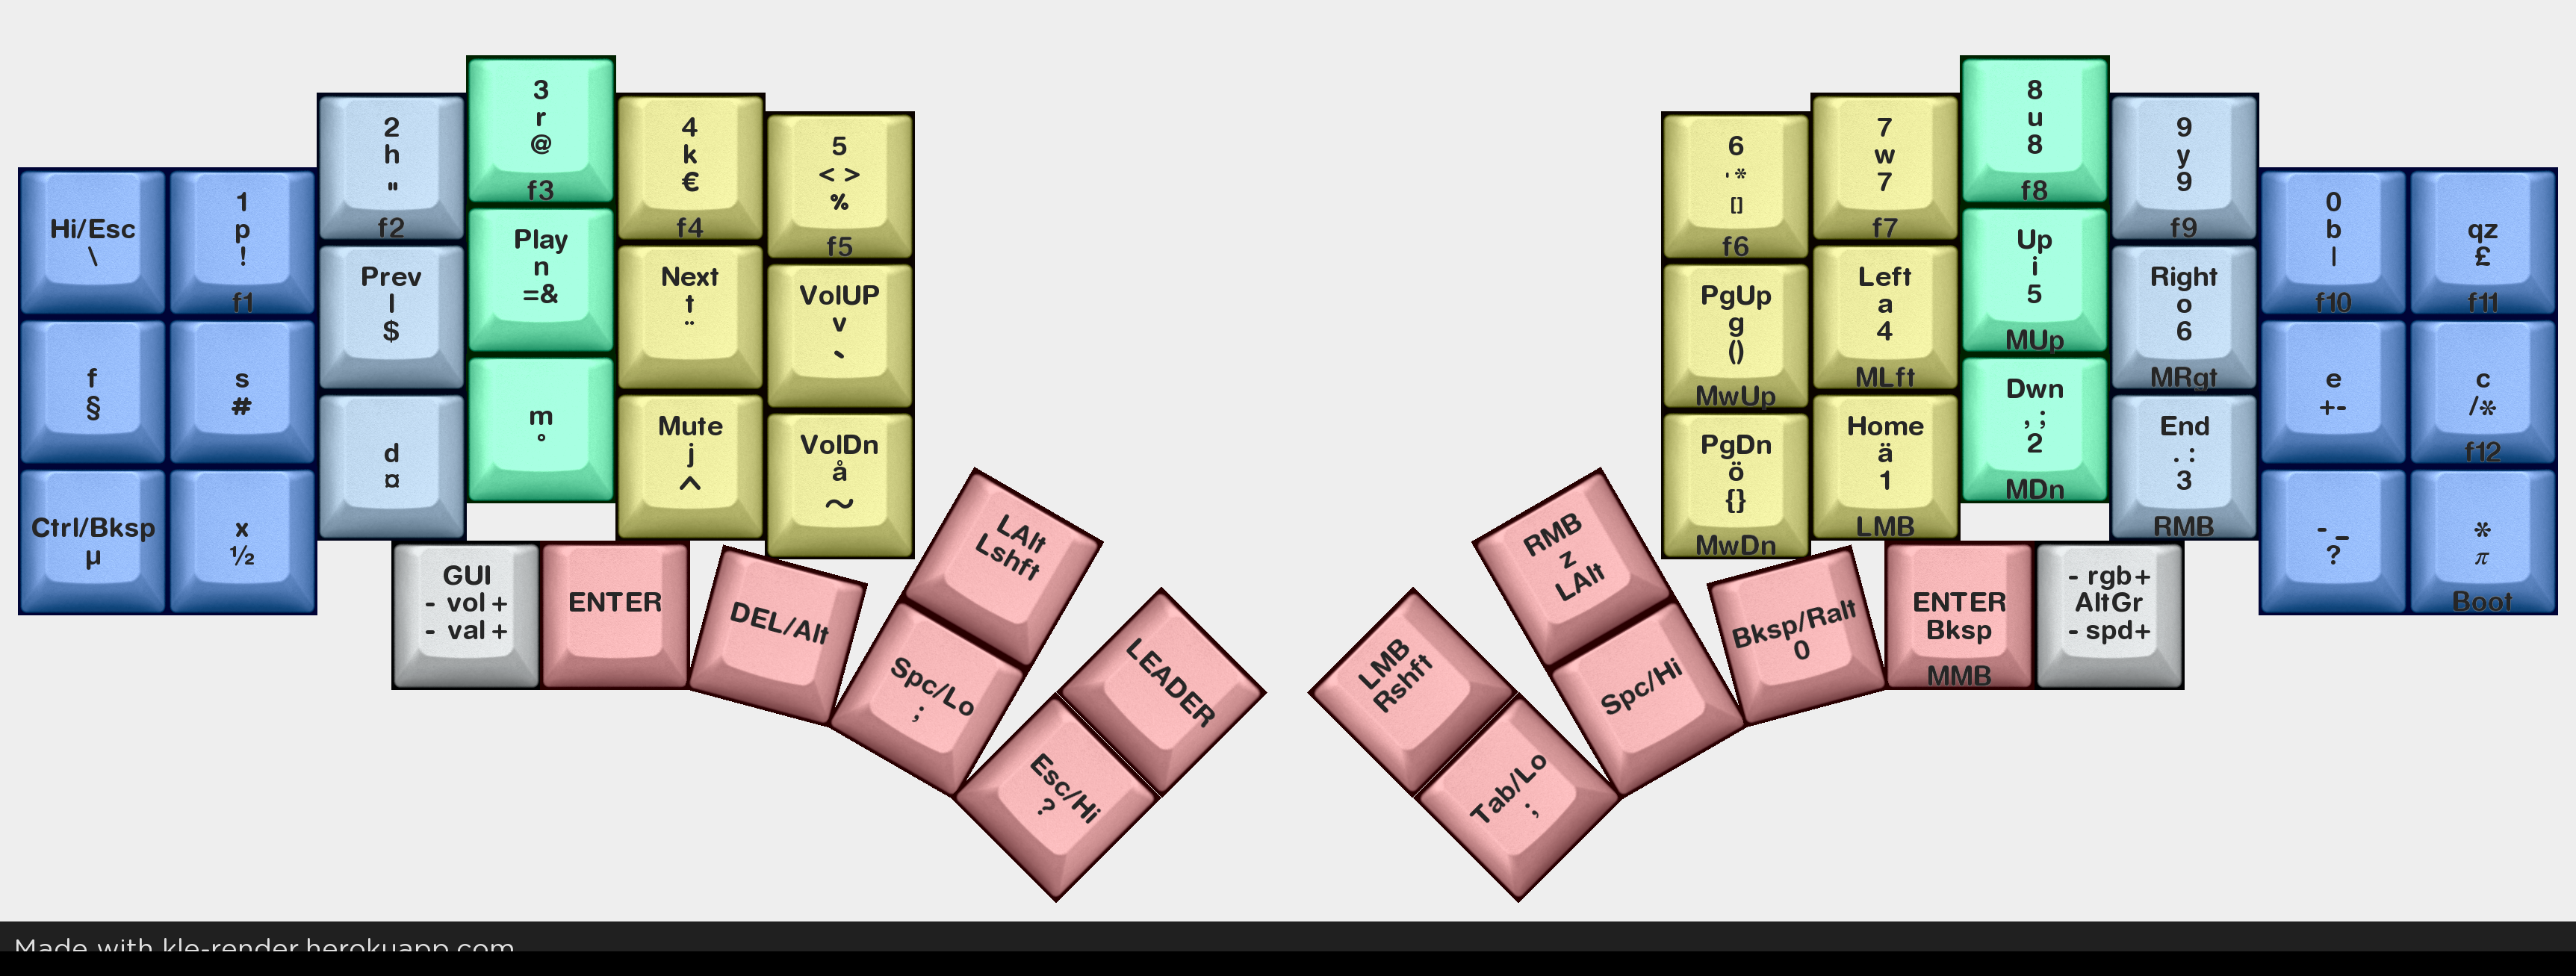 Hi/Esc
\
1
p
!
f1
2
h
"
f2
3
r
@
f3
4
k
€
f4
5
< >
%
f5
f
§
s
#
Prev
l
$
Play
n
=&
Next
t
¨
VolUP
v
`
Ctrl/Bksp
µ
x
½
d
¤
m
°
Mute
j
^
VolDn
å
~
GUI
- vol +
- val +
ENTER
DEL/Alt
LAlt
Lshft
Spc/Lo
;
LEADER
Esc/Hi
?
6
'*
[]
f6
7
w
7
f7
8
u
8
f8
9
y
9
f9
0
b
|
f10
qz
£
f11
PgUp
g
()
MwUp
Left
a
4
MLft
Up
i
5
MUp
Right
o
6
MRgt
e
+-
c
/*
f12
PgDn
ö
{}
MwDn
Home
ä
1
LMB
Dwn
, ;
2
MDn
End
. :
3
RMB
- _
?
*
π
Boot
RMB
z
LAlt
LMB
Rshft
Tab/Lo
;
Spc/Hi
Bksp/Ralt
0
ENTER
Bksp
MMB
- rgb+
AltGr
- spd+
Made with kle-render.herokuapp.com